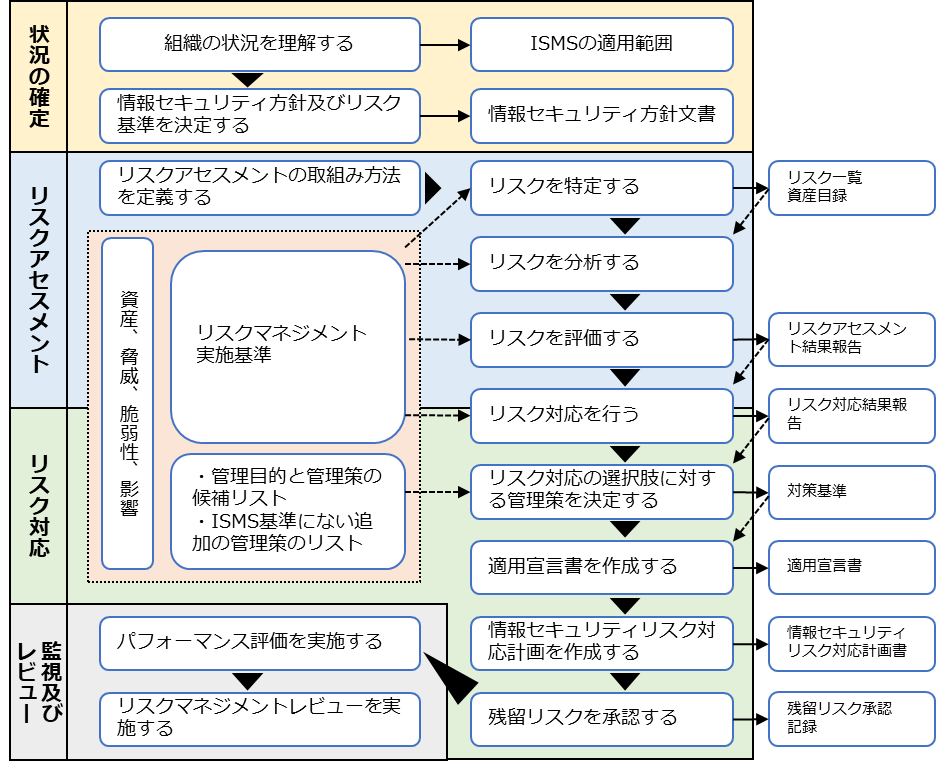 状況の確定
組織の状況を理解する
ISMSの適用範囲
情報セキュリティ方針及びリスク
基準を決定する
情報セキュリティ方針文書
リスクアセスメント
リスクアセスメントの取組み方法
を定義する
リスクを特定する
リスク一覧
資産目録
リスクを分析する
資産、脅威、脆弱性、影響
リスクマネジメント
実施基準
リスクを評価する
リスクアセスメン
ト結果報告
リスク対応を行う
リスク対応結果報
告
リスク対応
・管理目的と管理策の
候補リスト
・ISMS基準にない追
加の管理策のリスト
リスク対応の選択肢に対す
る管理策を決定する
対策基準
適用宣言書を作成する
適用宣言書
監視及び
レビュー
パフォーマンス評価を実施する
情報セキュリティリスク対
応計画を作成する
情報セキュリティ
リスク対応計画書
リスクマネジメントレビューを実
施する
残留リスクを承認する
残留リスク承認
記録